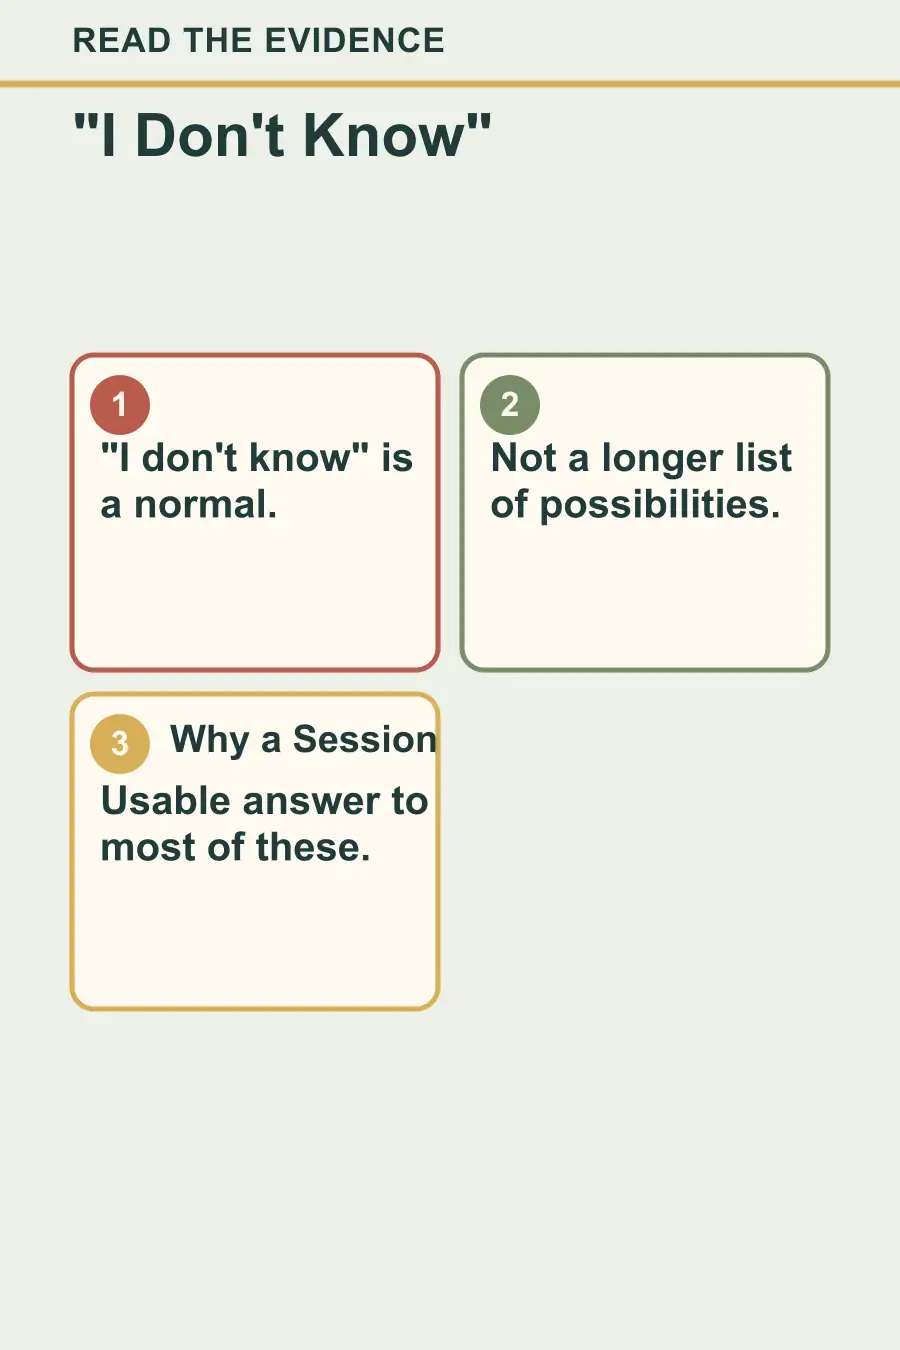 READ THE EVIDENCE
"I Don't Know"
1
"I don't know" is
a normal.
2
Not a longer list
of possibilities.
3
Why a Session
Usable answer to
most of these.